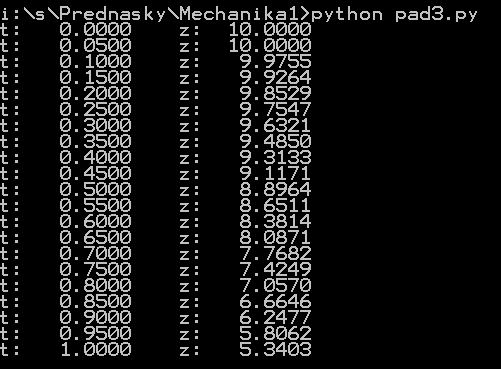 i:\s\Prednasky\Mechanika1>python pad3.py
t: 0.0000 z: 10.0000
t: 0.0500 z: 10.0000
t: 0.1000 z: 9.9755
t: 0.1500 z: 9.9264
t: 0.2000 z: 9.8529
t: 0.2500 z: 9.7547
t: 0.3000 z: 9.6321
t: 0.3500 z: 9.4850
t: 0.4000 z: 9.3133
t: 0.4500 z: 9.1171
t: 0.5000 z: 8.8964
t: 0.5500 z: 8.6511
t: 0.6000 z: 8.3814
t: 0.6500 z: 8.0871
t: 0.7000 z: 7.7682
t: 0.7500 z: 7.4249
t: 0.8000 z: 7.0570
t: 0.8500 z: 6.6646
t: 0.9000 z: 6.2477
t: 0.9500 z: 5.8062
t: 1.0000 z: 5.3403